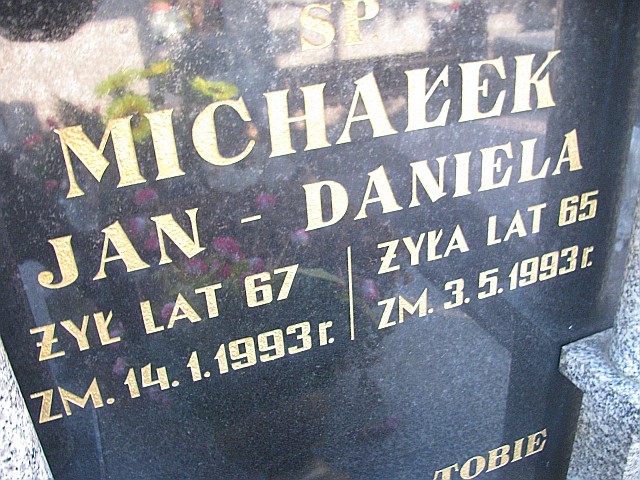 SP
MICHAŁEK
JAN - DANIELA
ŻYŁ LAT 67
ZM. 14.1.1993 r.
ŻYŁA LAT 65
ZM. 3.5.1993 r.
TOBIE